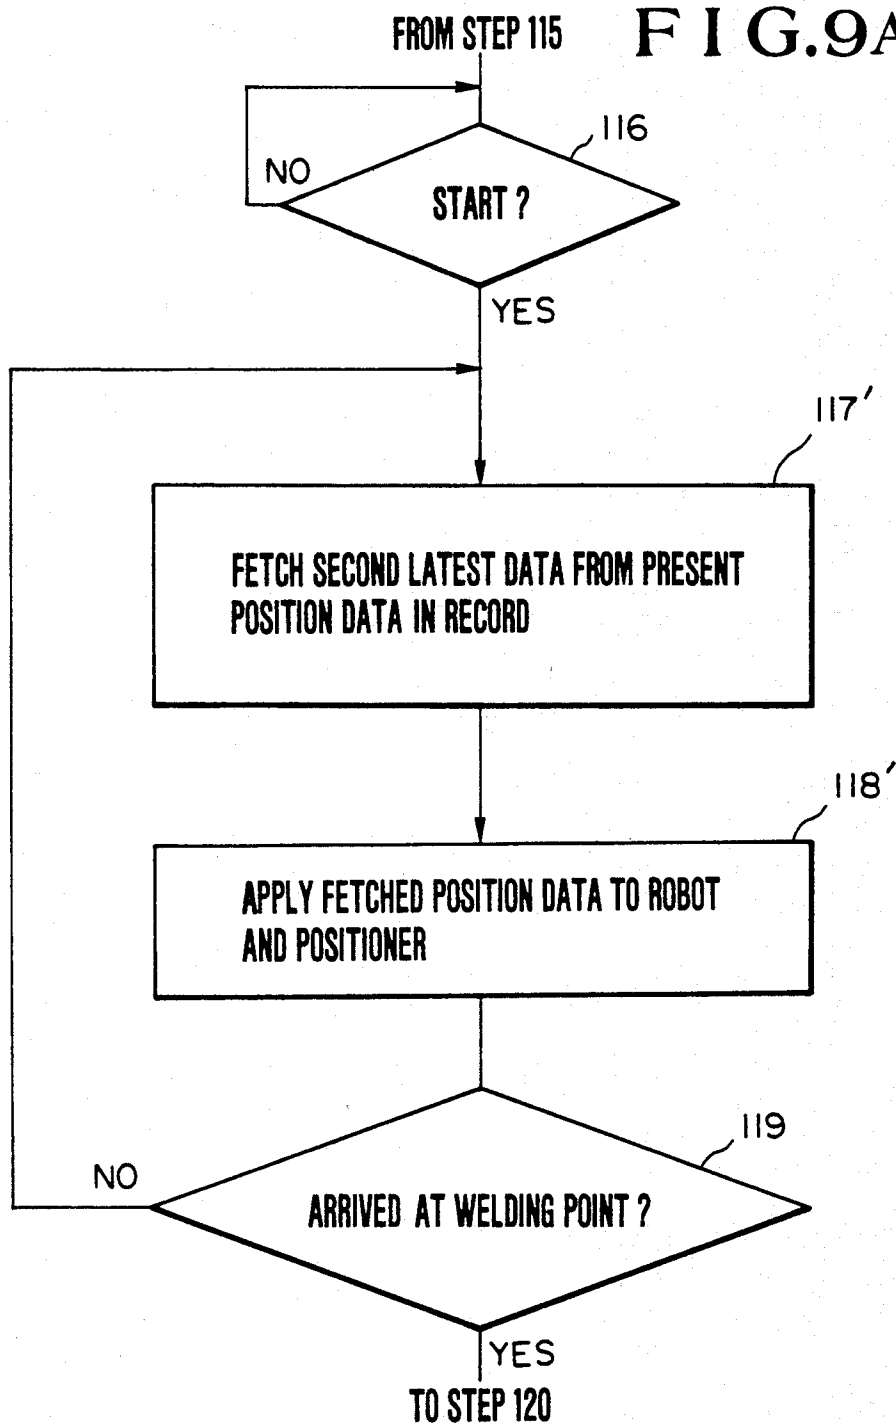 FROM STEP 115
FIG.9A
116
NO
START ?
YES
117'
FETCH SECOND LATEST DATA FROM PRESENT
POSITION DATA IN RECORD
118'
APPLY FETCHED POSITION DATA TO ROBOT
AND POSITIONER
119
NO
ARRIVED AT WELDING POINT ?
YES
TO STEP 120